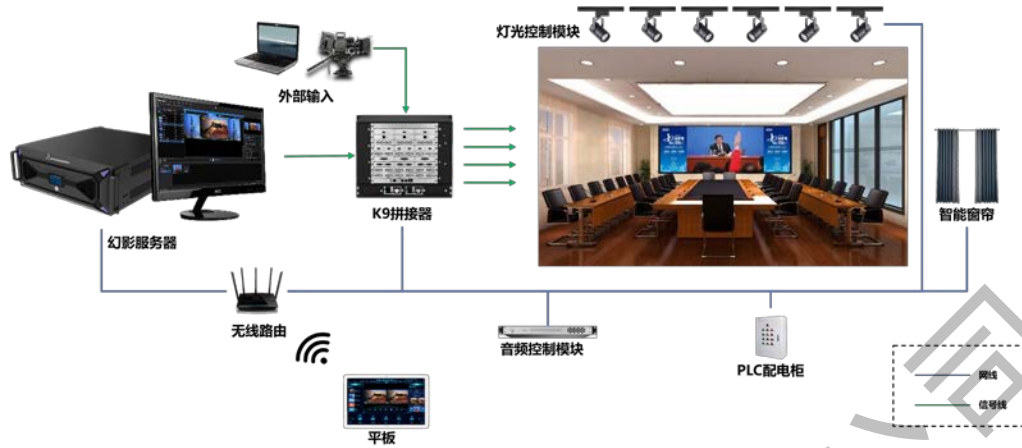 灯光控制模块
外部输入
K9拼接器
智能窗帘
幻影服务器
无线路由
音频控制模块
PLC配电柜
网线
信号线
平板